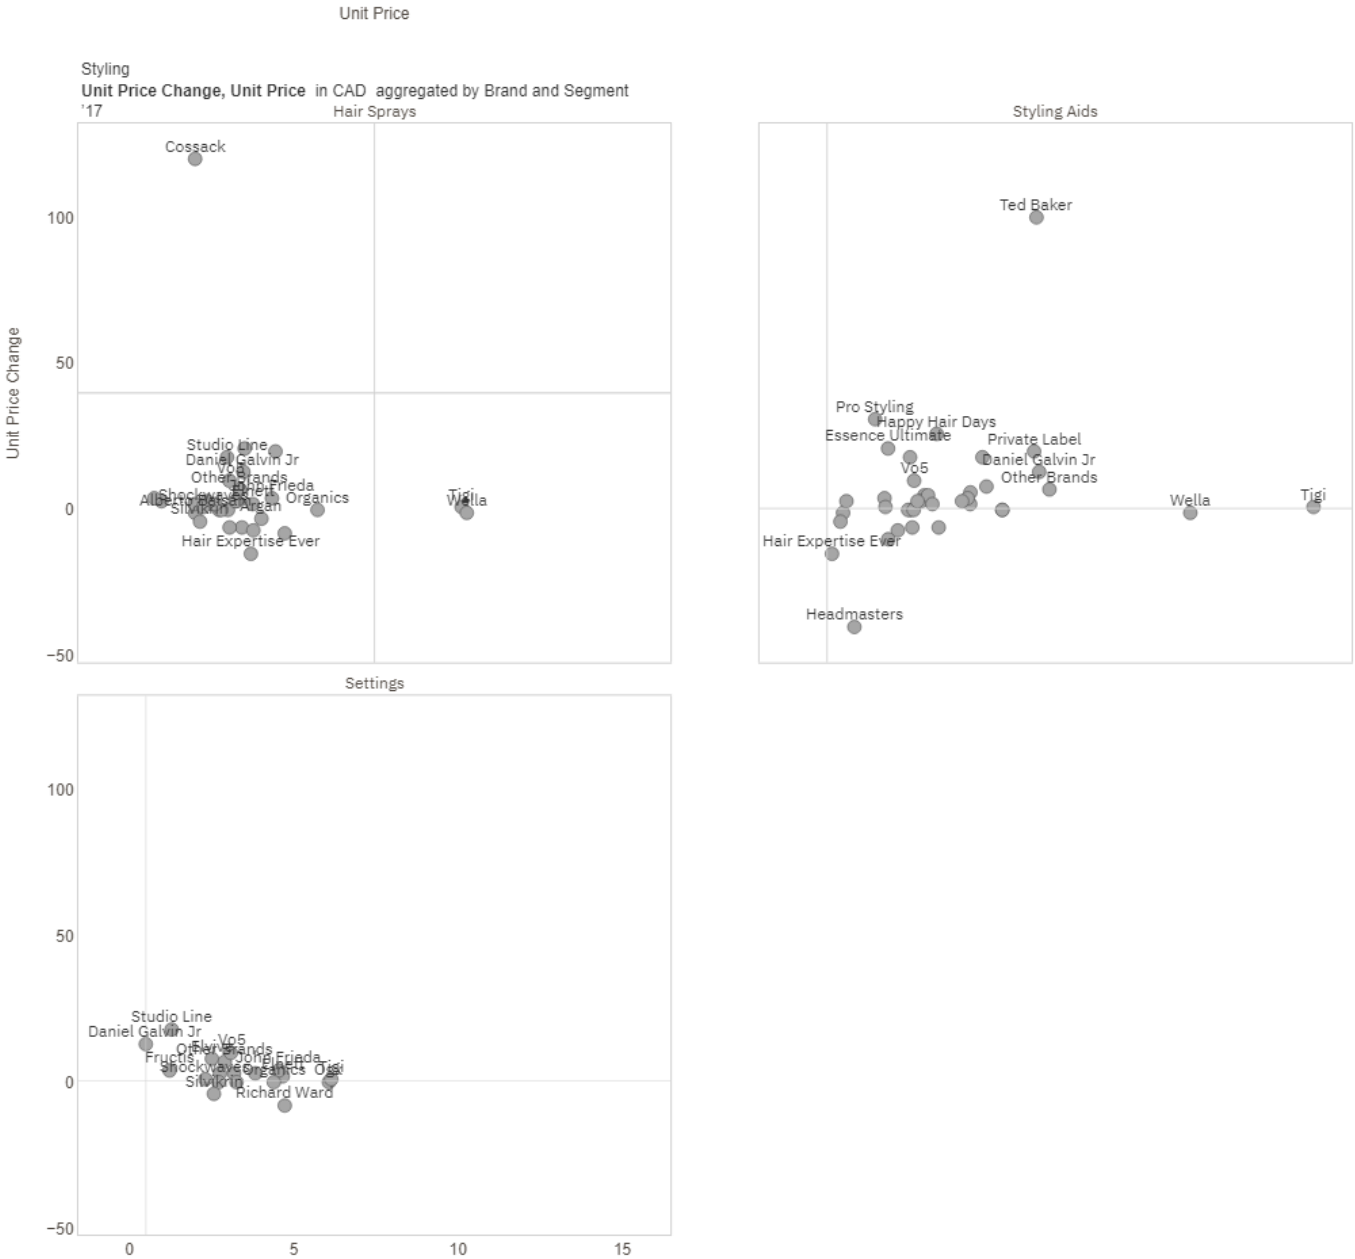 Unit Price
Styling
Unit Price Change, Unit Price in CAD aggregated by Brand and Segment
'17
Hair Sprays
Styling Aids
Cossack
Ted Baker
100
50
0
−50
Unit Price Change
Studio Line
Daniel Galvin Jr
Vo5
Other Brands
John Frieda
Shockwaves
Organics
Alberto Balsam
Argan
Silvikrin
Tigi
Wella
Hair Expertise Ever
Pro Styling
Happy Hair Days
Essence Ultimate
Private Label
Daniel Galvin Jr
Vo5
Other Brands
Wella
Tigi
Hair Expertise Ever
Headmasters
Settings
100
50
0
−50
Studio Line
Daniel Galvin Jr
Vo5
Elvive
Other Brands
Fructis
John Frieda
Shockwaves
Organics
Tigi
Silvikrin
Richard Ward
0
5
10
15